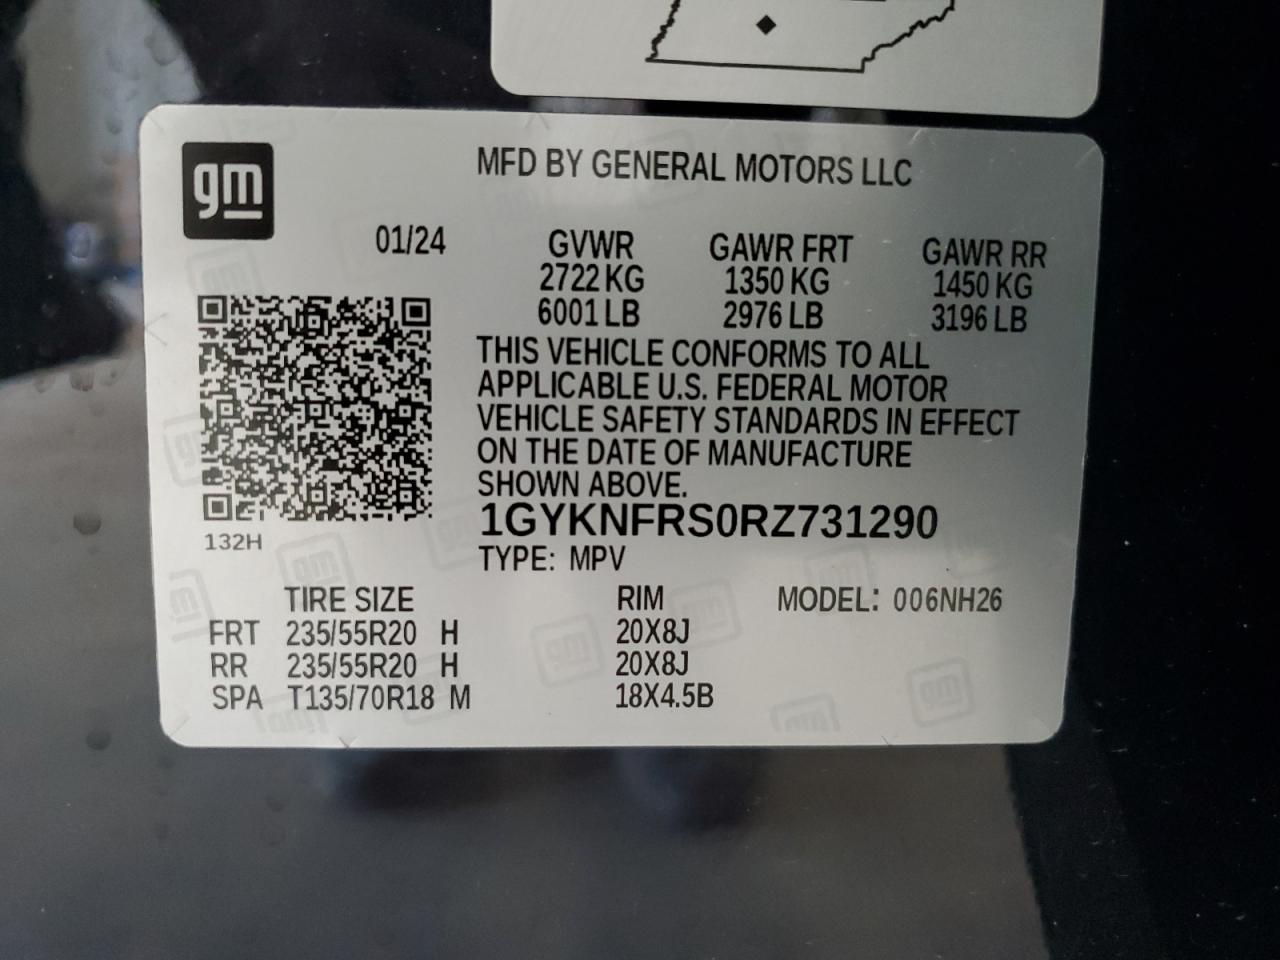 gm
MFD BY GENERAL MOTORS LLC
01/24 GVWR GAWR FRT GAWR RR
2722 KG 1350 KG 1450 KG
6001 LB 2976 LB 3196 LB
THIS VEHICLE CONFORMS TO ALL
APPLICABLE U.S. FEDERAL MOTOR
VEHICLE SAFETY STANDARDS IN EFFECT
ON THE DATE OF MANUFACTURE
SHOWN ABOVE.
132H
1GYKNFRS0RZ731290
TYPE: MPV
TIRE SIZE RIM MODEL: 006NH26
FRT 235/55R20 H 20X8J
RR 235/55R20 H 20X8J
SPA T135/70R18 M 18X4.5B